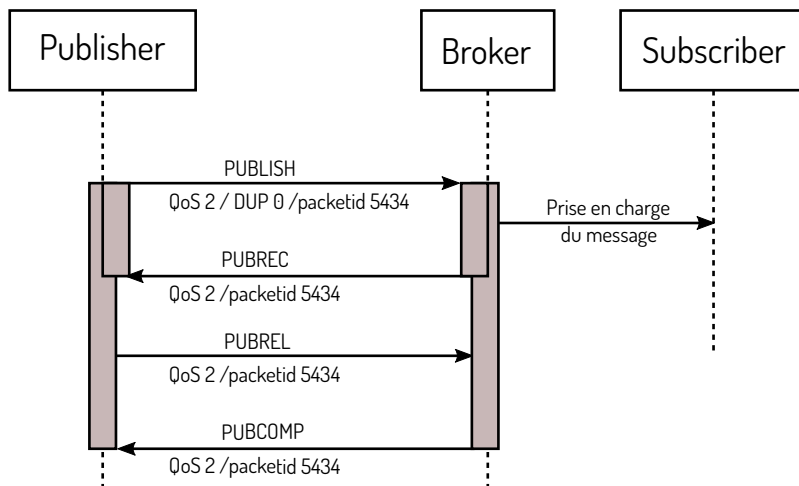 Publisher
Broker
Subscriber
PUBLISH
QoS 2 / DUP 0 /packetid 5434
Prise en charge
du message
PUBREC
QoS 2 /packetid 5434
PUBREL
QoS 2 /packetid 5434
PUBCOMP
QoS 2 /packetid 5434